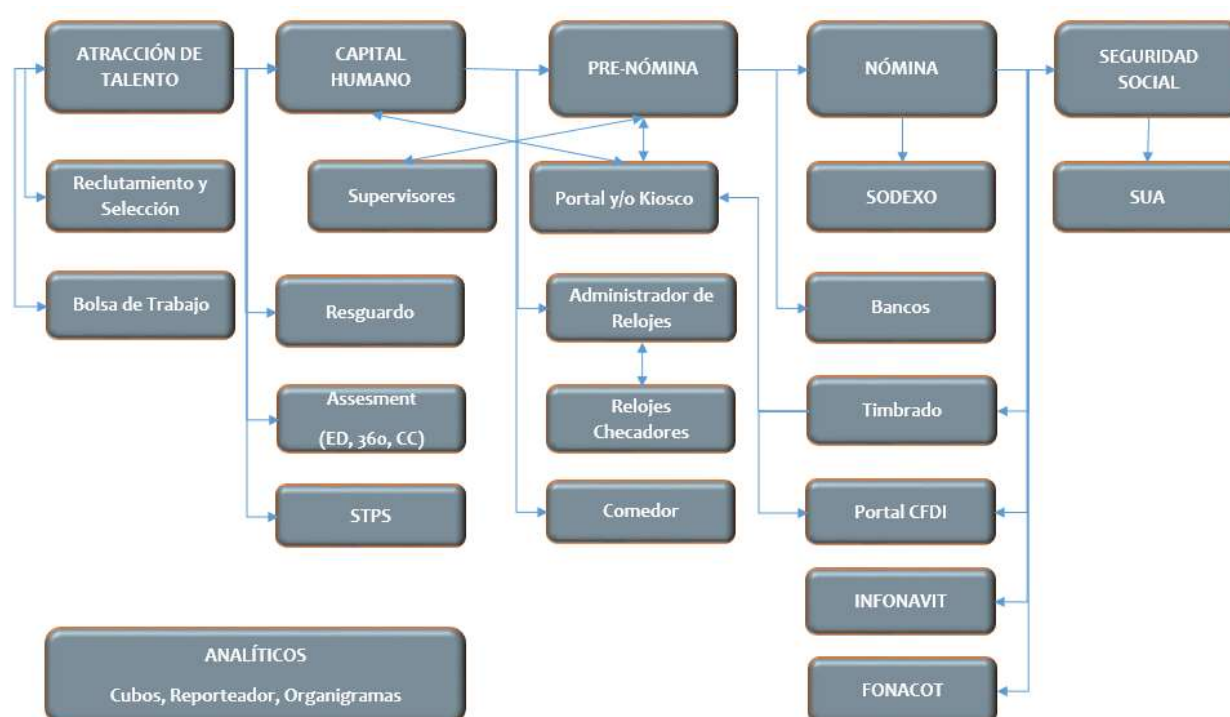 ATRACCIÓN DE
TALENTO
CAPITAL
HUMANO
PRE-NÓMINA
NÓMINA
SEGURIDAD
SOCIAL
Reclutamiento y
Selección
Supervisores
Portal y/o Kiosco
SODEXO
SUA
Bolsa de Trabajo
Resguardo
Administrador de
Relojes
Bancos
Assesment
(ED, 360, CC)
Relojes
Checadores
Timbrado
STPS
Comedor
Portal CFDI
INFONAVIT
ANALÍTICOS
Cubos, Reporteador, Organigramas
FONACOT